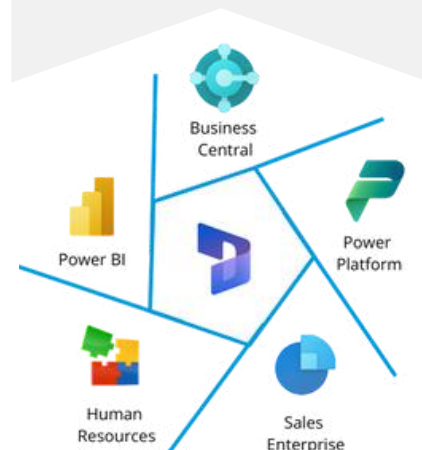 Business
Central
Power BI
Power
Platform
Human
Resources
Sales
Enterprise